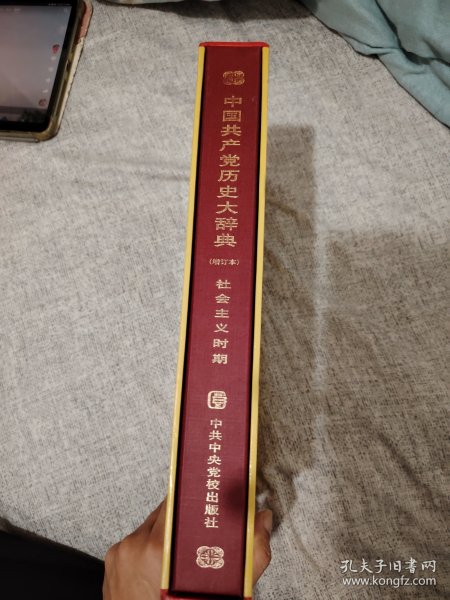 中国共产党历史大辞典
(增订本)
社会主义时期
中共中央党校出版社
孔夫子旧书网
www.kongfz.com